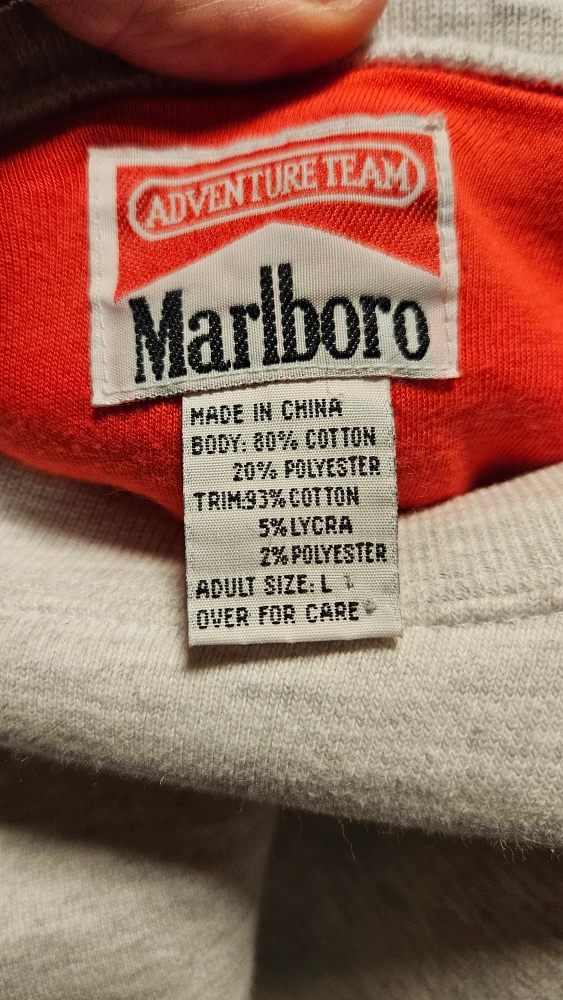 ADVENTURE TEAM
Marlboro
MADE IN CHINA
BODY: 80% COTTON
20% POLYESTER
TRIM:93% COTTON
5% LYCRA
2% POLYESTER
ADULT SIZE: L
OVER FOR CARE